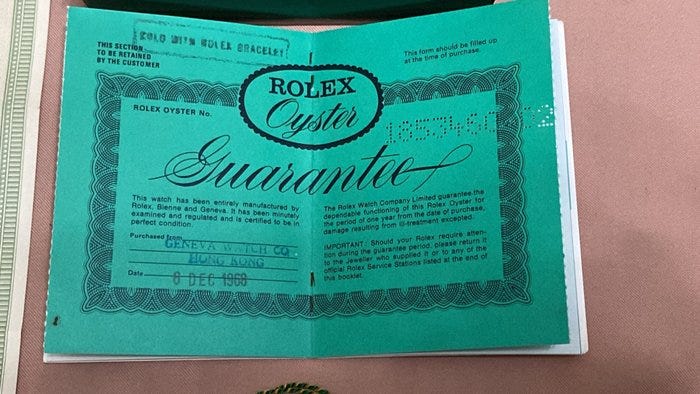 SOLD WITH ROLEX BRACELET
THIS SECTION
TO BE RETAINED
BY THE CUSTOMER
This form should be filled up
at the time of purchase.
ROLEX
Oyster
ROLEX OYSTER No.
Guarantee
This watch has been entirely manufactured by
Rolex, Bienne and Geneva. It has been minutely
examined and regulated and is certified to be in
perfect condition.
Purchased from
GENEVA WATCH CO
HONG KONG
Date
6 DEC 1968
The Rolex Watch Company Limited guarantee the
dependable functioning of this Rolex Oyster for
the period of one year from the date of purchase,
damage resulting from ill-treatment excepted.
IMPORTANT: Should your Rolex require atten-
tion during the guarantee period, please return it
to the Jeweller who supplied it or to any of the
official Rolex Service Stations listed at the end of
this booklet.